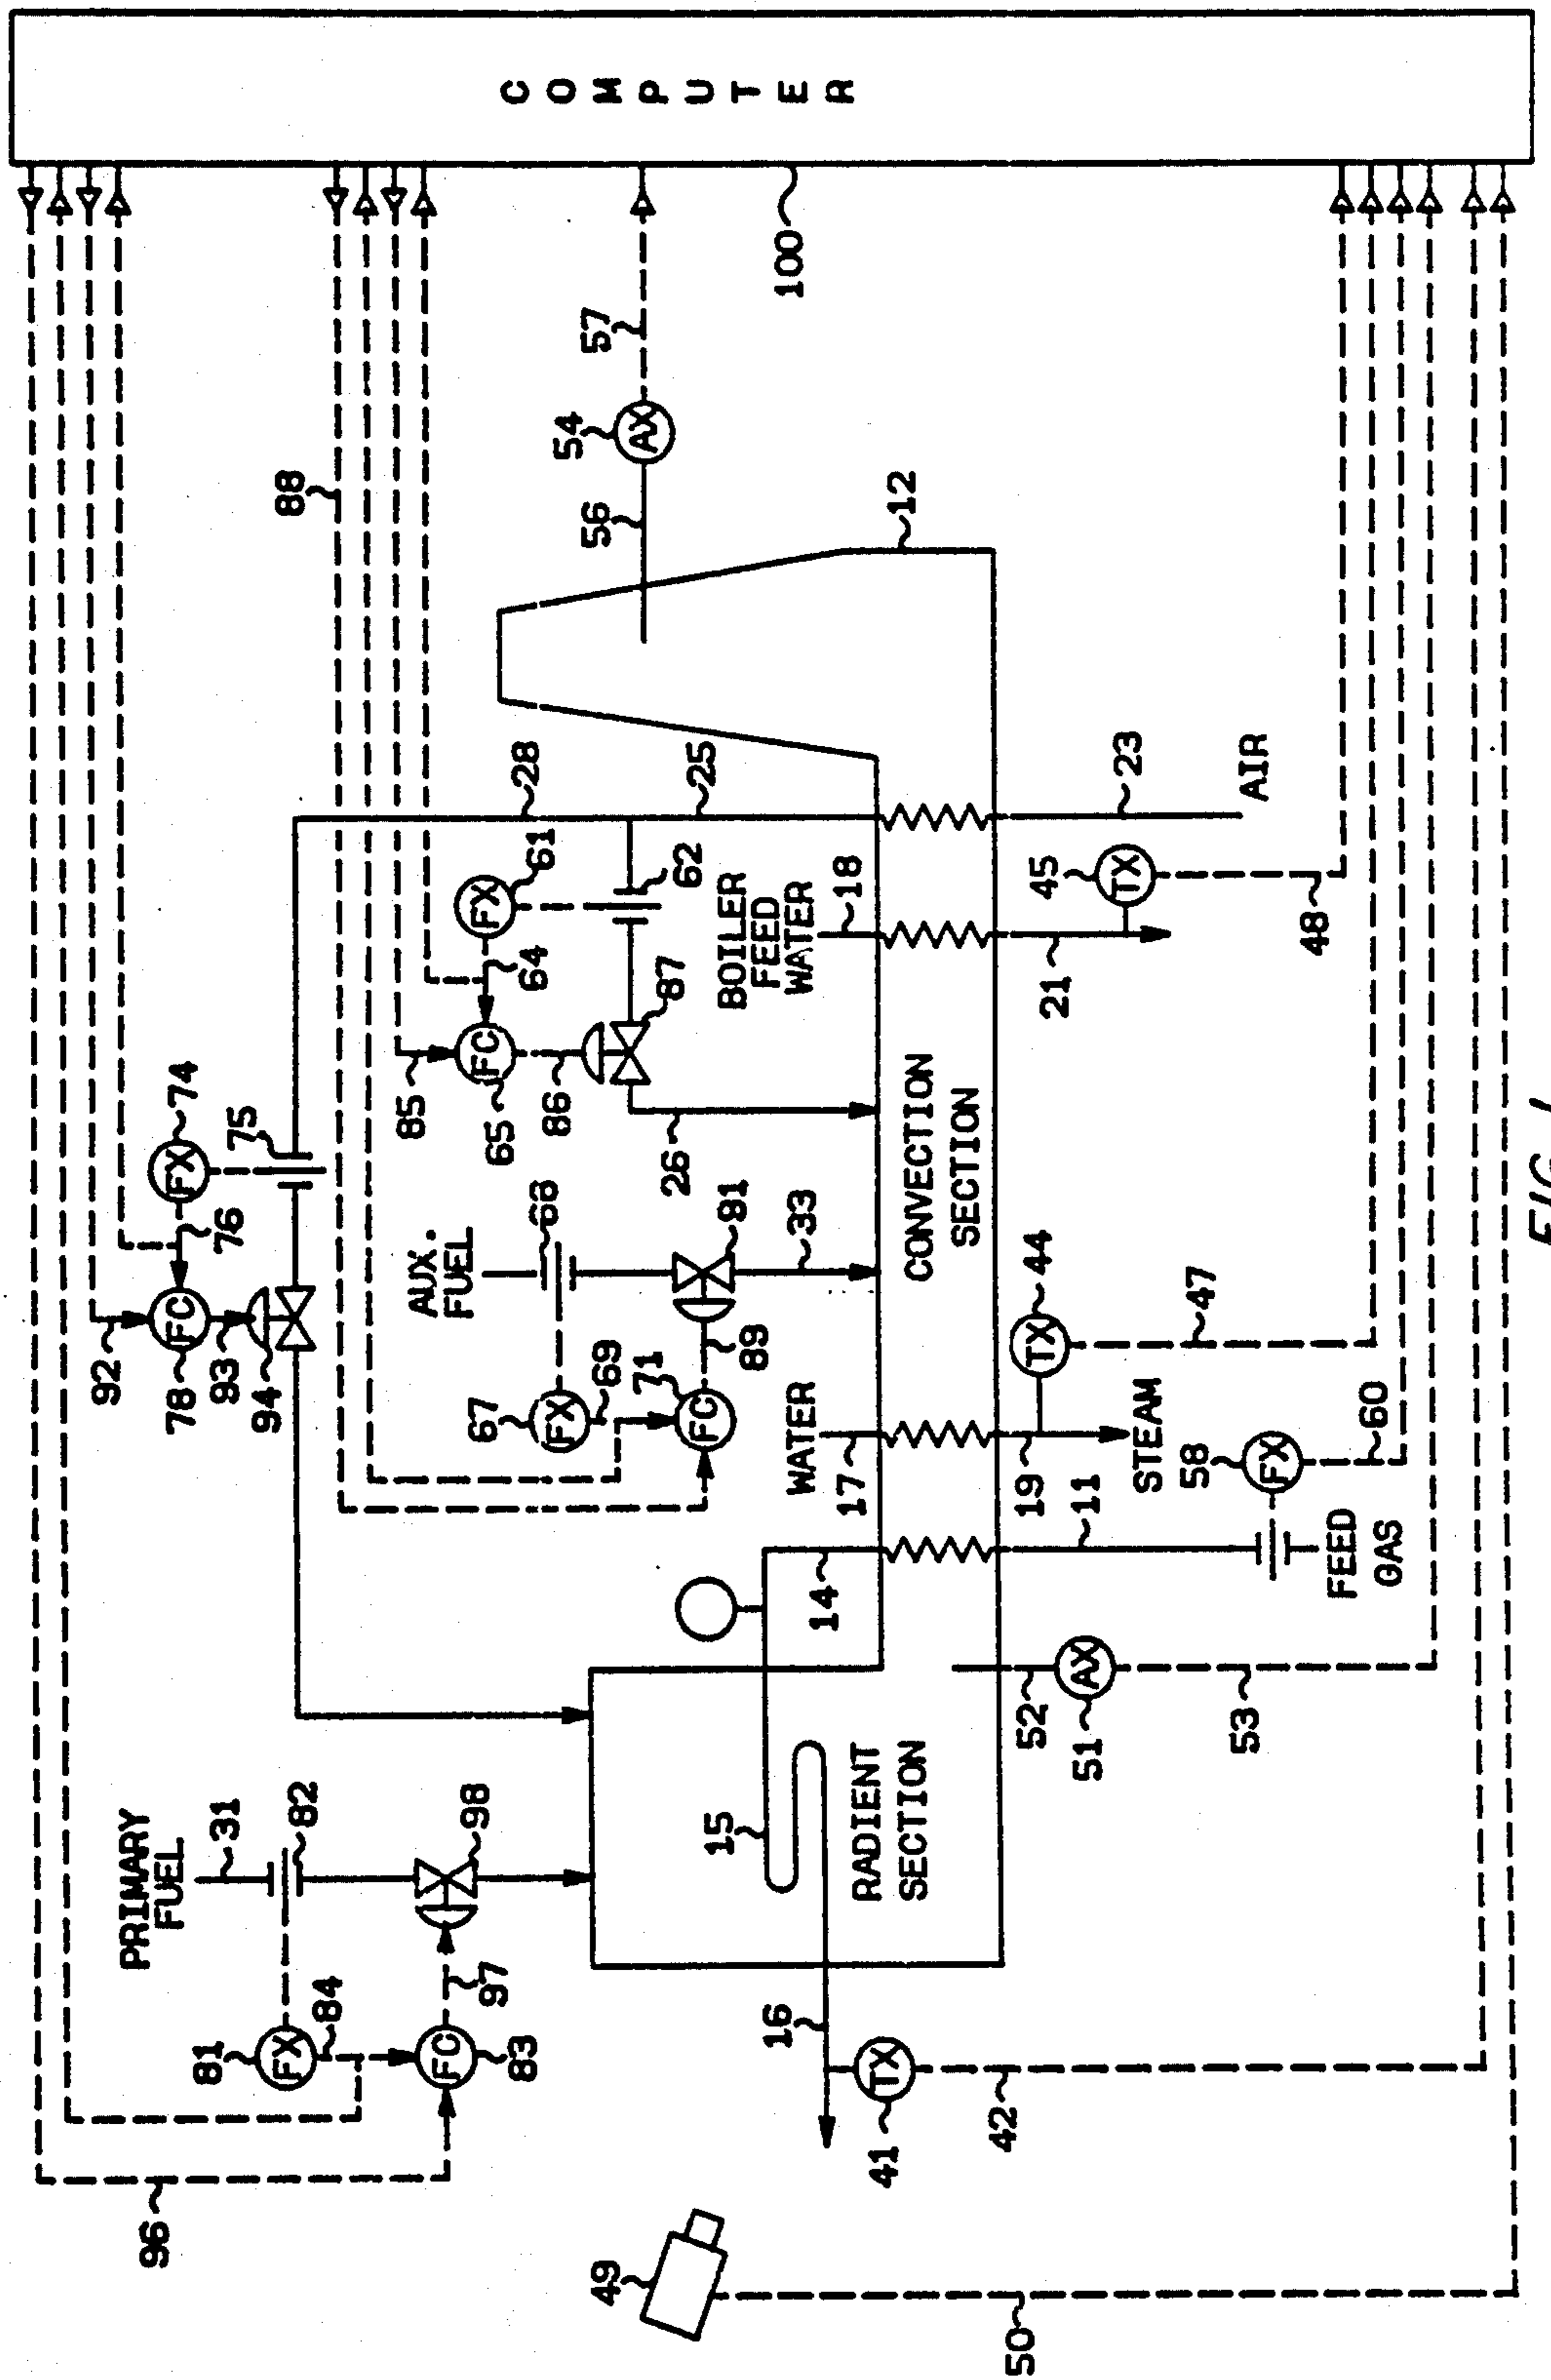 96
PRIMARY
FUEL
31
92
78
FC
93
94
76
FX
74
75
88
81
FX
84
82
FC
83
97
98
AUX.
FUEL
67
FX
69
68
71
FC
89
91
33
85
65
FC
86
26
64
FX
61
87
62
28
25
BOILER
FEED
WATER
18
54
AX
56
57
49
50
16
41
TX
42
15
RADIENT
SECTION
14
WATER
17
CONVECTION
SECTION
12
100
COMPUTER
52
AX
51
53
11
19
STEAM
TX
44
47
21
45
TX
48
23
AIR
58
FX
60
FEED
GAS
FIG. 1